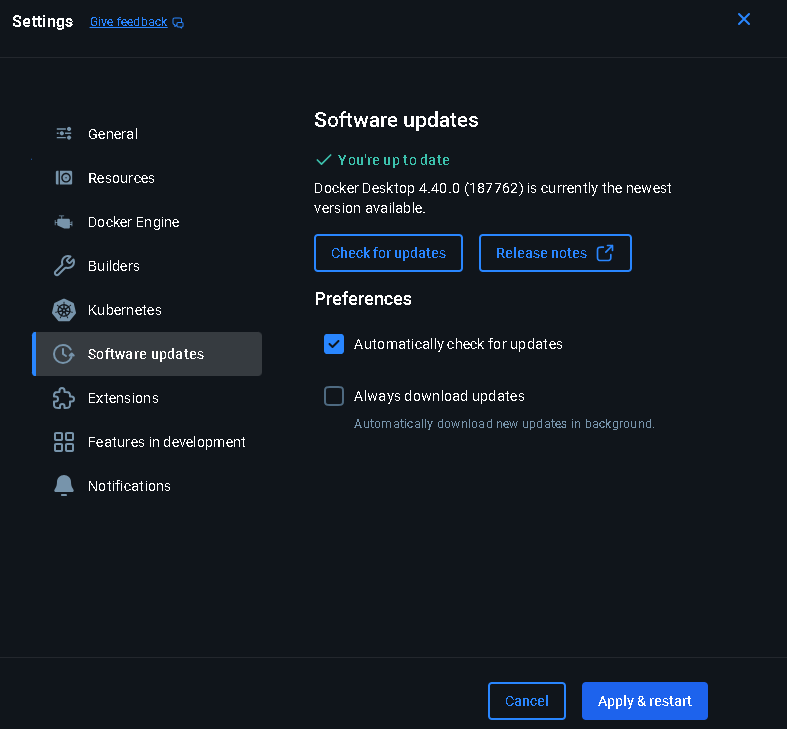 Settings
Give feedback
General
Resources
Docker Engine
Builders
Kubernetes
Software updates
Extensions
Features in development
Notifications
Software updates
You're up to date
Docker Desktop 4.40.0 (187762) is currently the newest
version available.
Check for updates
Release notes
Preferences
Automatically check for updates
Always download updates
Automatically download new updates in background.
Cancel
Apply & restart